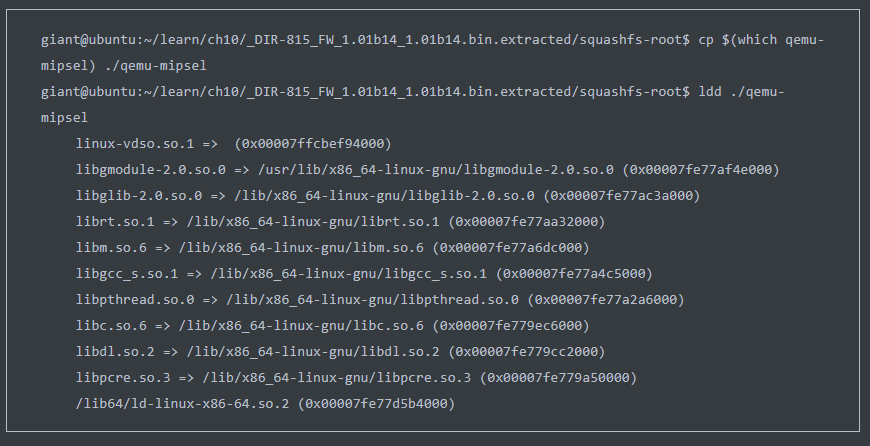 giant@ubuntu:~/learn/ch10/_DIR-815_FW_1.01b14_1.01b14.bin.extracted/squashfs-root$ cp $(which qemu-
mipsel) ./qemu-mipsel
giant@ubuntu:~/learn/ch10/_DIR-815_FW_1.01b14_1.01b14.bin.extracted/squashfs-root$ ldd ./qemu-
mipsel
linux-vdso.so.1 =>  (0x00007ffcbef94000)
libgmodule-2.0.so.0 => /usr/lib/x86_64-linux-gnu/libgmodule-2.0.so.0 (0x00007fe77af4e000)
libglib-2.0.so.0 => /lib/x86_64-linux-gnu/libglib-2.0.so.0 (0x00007fe77ac3a000)
librt.so.1 => /lib/x86_64-linux-gnu/librt.so.1 (0x00007fe77aa32000)
libm.so.6 => /lib/x86_64-linux-gnu/libm.so.6 (0x00007fe77a6dc000)
libgcc_s.so.1 => /lib/x86_64-linux-gnu/libgcc_s.so.1 (0x00007fe77a4c5000)
libpthread.so.0 => /lib/x86_64-linux-gnu/libpthread.so.0 (0x00007fe77a2a6000)
libc.so.6 => /lib/x86_64-linux-gnu/libc.so.6 (0x00007fe779ec6000)
libdl.so.2 => /lib/x86_64-linux-gnu/libdl.so.2 (0x00007fe779cc2000)
libpcre.so.3 => /lib/x86_64-linux-gnu/libpcre.so.3 (0x00007fe779a50000)
/lib64/ld-linux-x86-64.so.2 (0x00007fe77d5b4000)